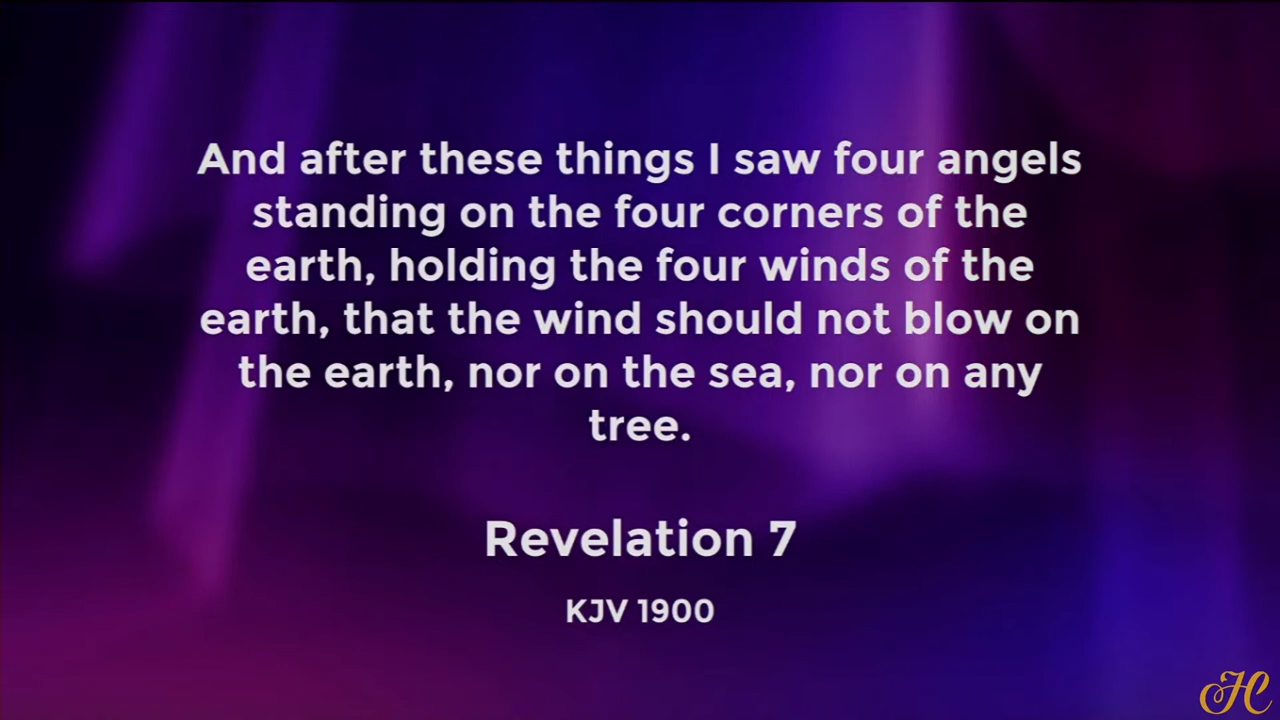 And after these things I saw four angels
standing on the four corners of the
earth, holding the four winds of the
earth, that the wind should not blow on
the earth, nor on the sea, nor on any
tree.
Revelation 7
KJV 1900
HC